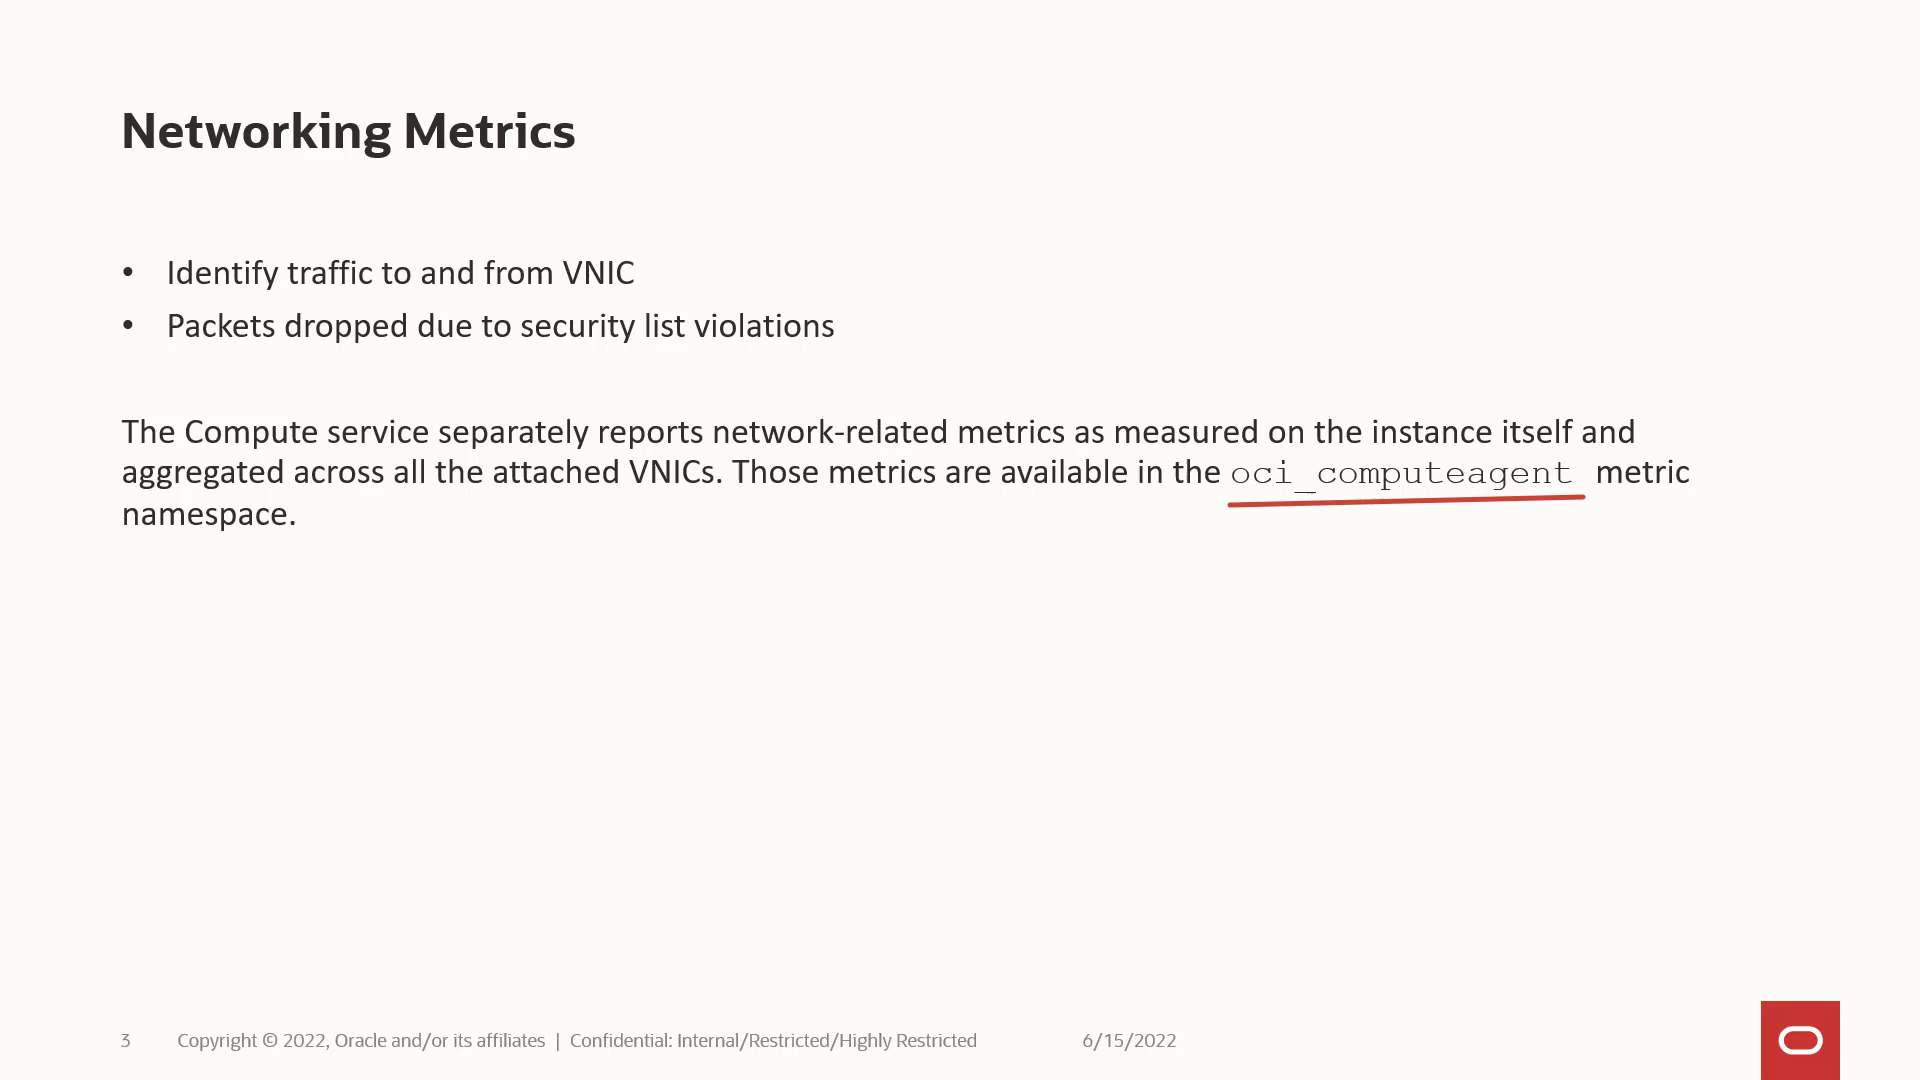 Networking Metrics
• Identify traffic to and from VNIC
• Packets dropped due to security list violations
The Compute service separately reports network-related metrics as measured on the instance itself and
aggregated across all the attached VNICs. Those metrics are available in the oci_computeagent metric
namespace.
3 Copyright © 2022, Oracle and/or its affiliates | Confidential: Internal/Restricted/Highly Restricted 6/15/2022